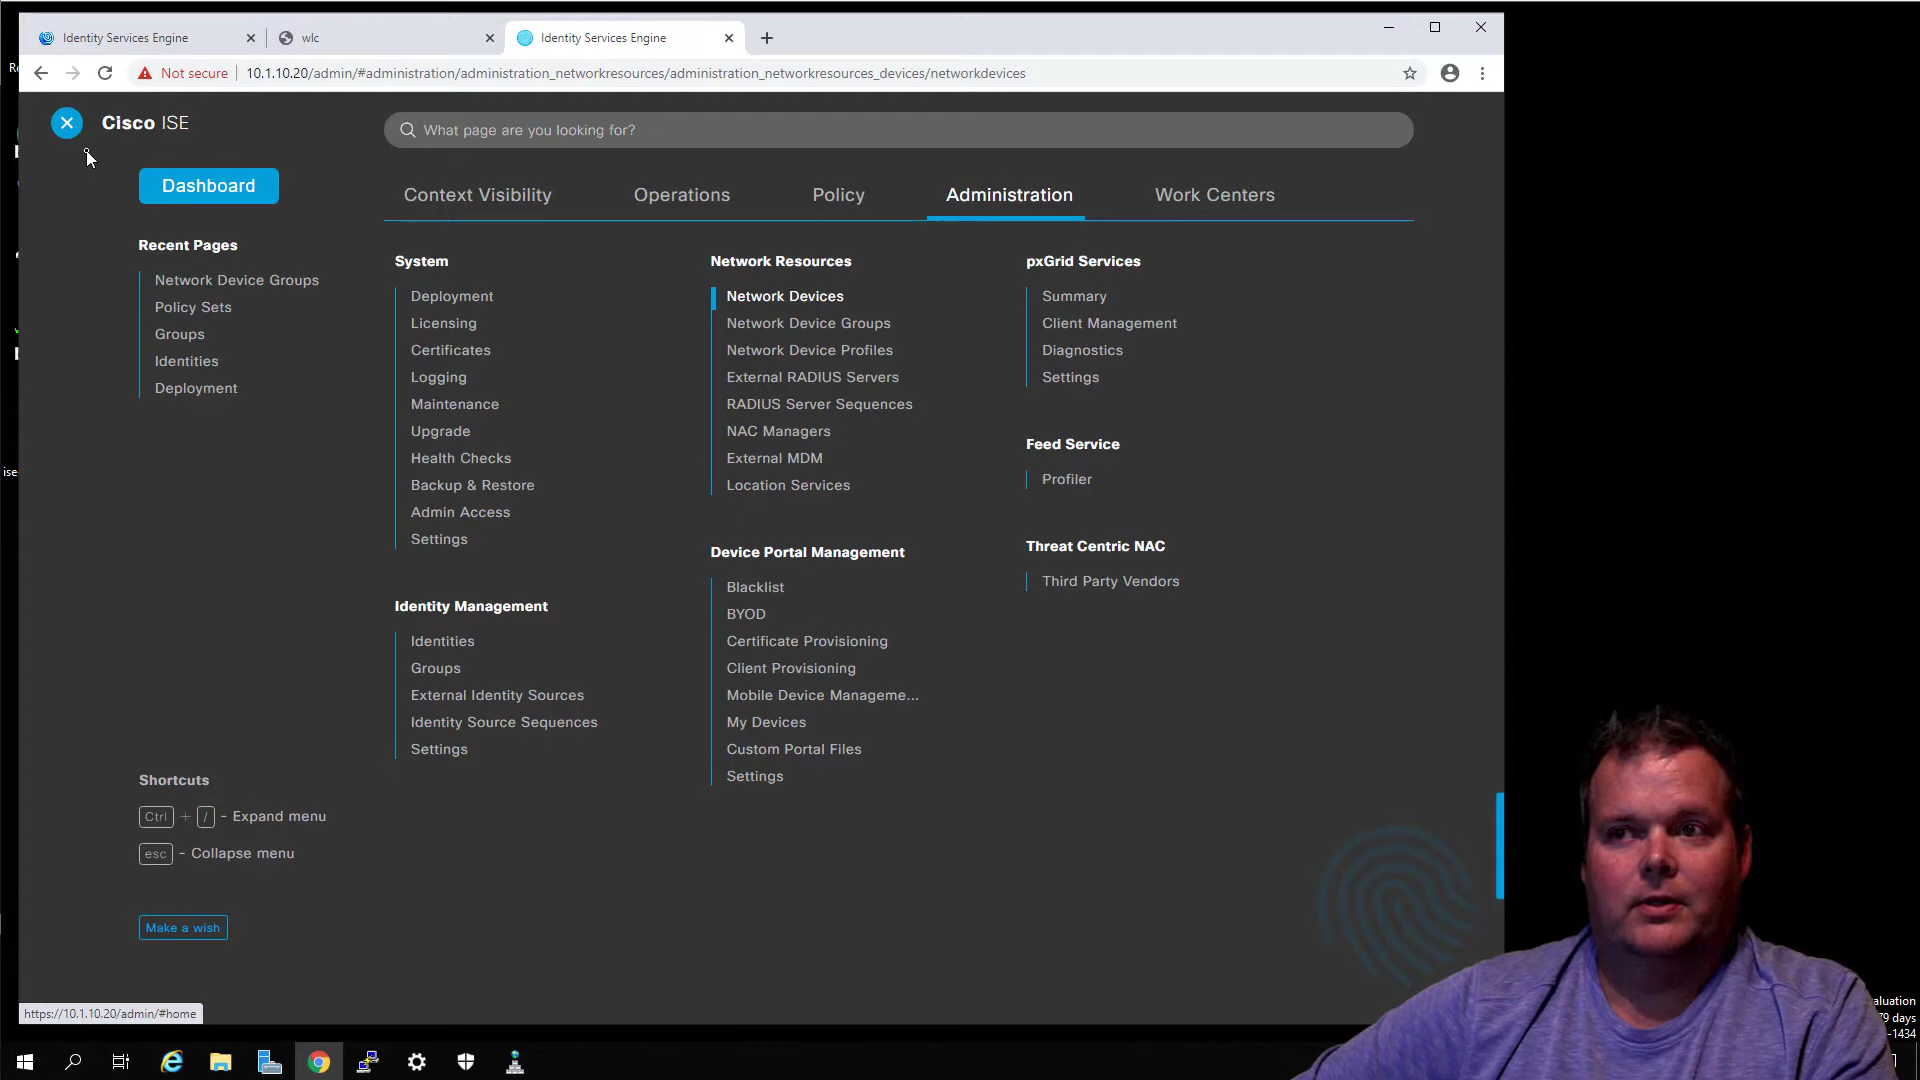 Identity Services Engine
wlc
Identity Services Engine
Not secure
10.1.10.20/admin/#administration/administration_networkresources/administration_networkresources_devices/networkdevices
Cisco ISE
What page are you looking for?
Dashboard
Context Visibility
Operations
Policy
Administration
Work Centers
Recent Pages
Network Device Groups
Policy Sets
Groups
Identities
Deployment
System
Deployment
Licensing
Certificates
Logging
Maintenance
Upgrade
Health Checks
Backup & Restore
Admin Access
Settings
Identity Management
Identities
Groups
External Identity Sources
Identity Source Sequences
Settings
Network Resources
Network Devices
Network Device Groups
Network Device Profiles
External RADIUS Servers
RADIUS Server Sequences
NAC Managers
External MDM
Location Services
Device Portal Management
Blacklist
BYOD
Certificate Provisioning
Client Provisioning
Mobile Device Manageme...
My Devices
Custom Portal Files
Settings
pxGrid Services
Summary
Client Management
Diagnostics
Settings
Feed Service
Profiler
Threat Centric NAC
Third Party Vendors
Shortcuts
Ctrl + / - Expand menu
esc - Collapse menu
Make a wish
https://10.1.10.20/admin/#home
ise
aluation
79 days
-1434